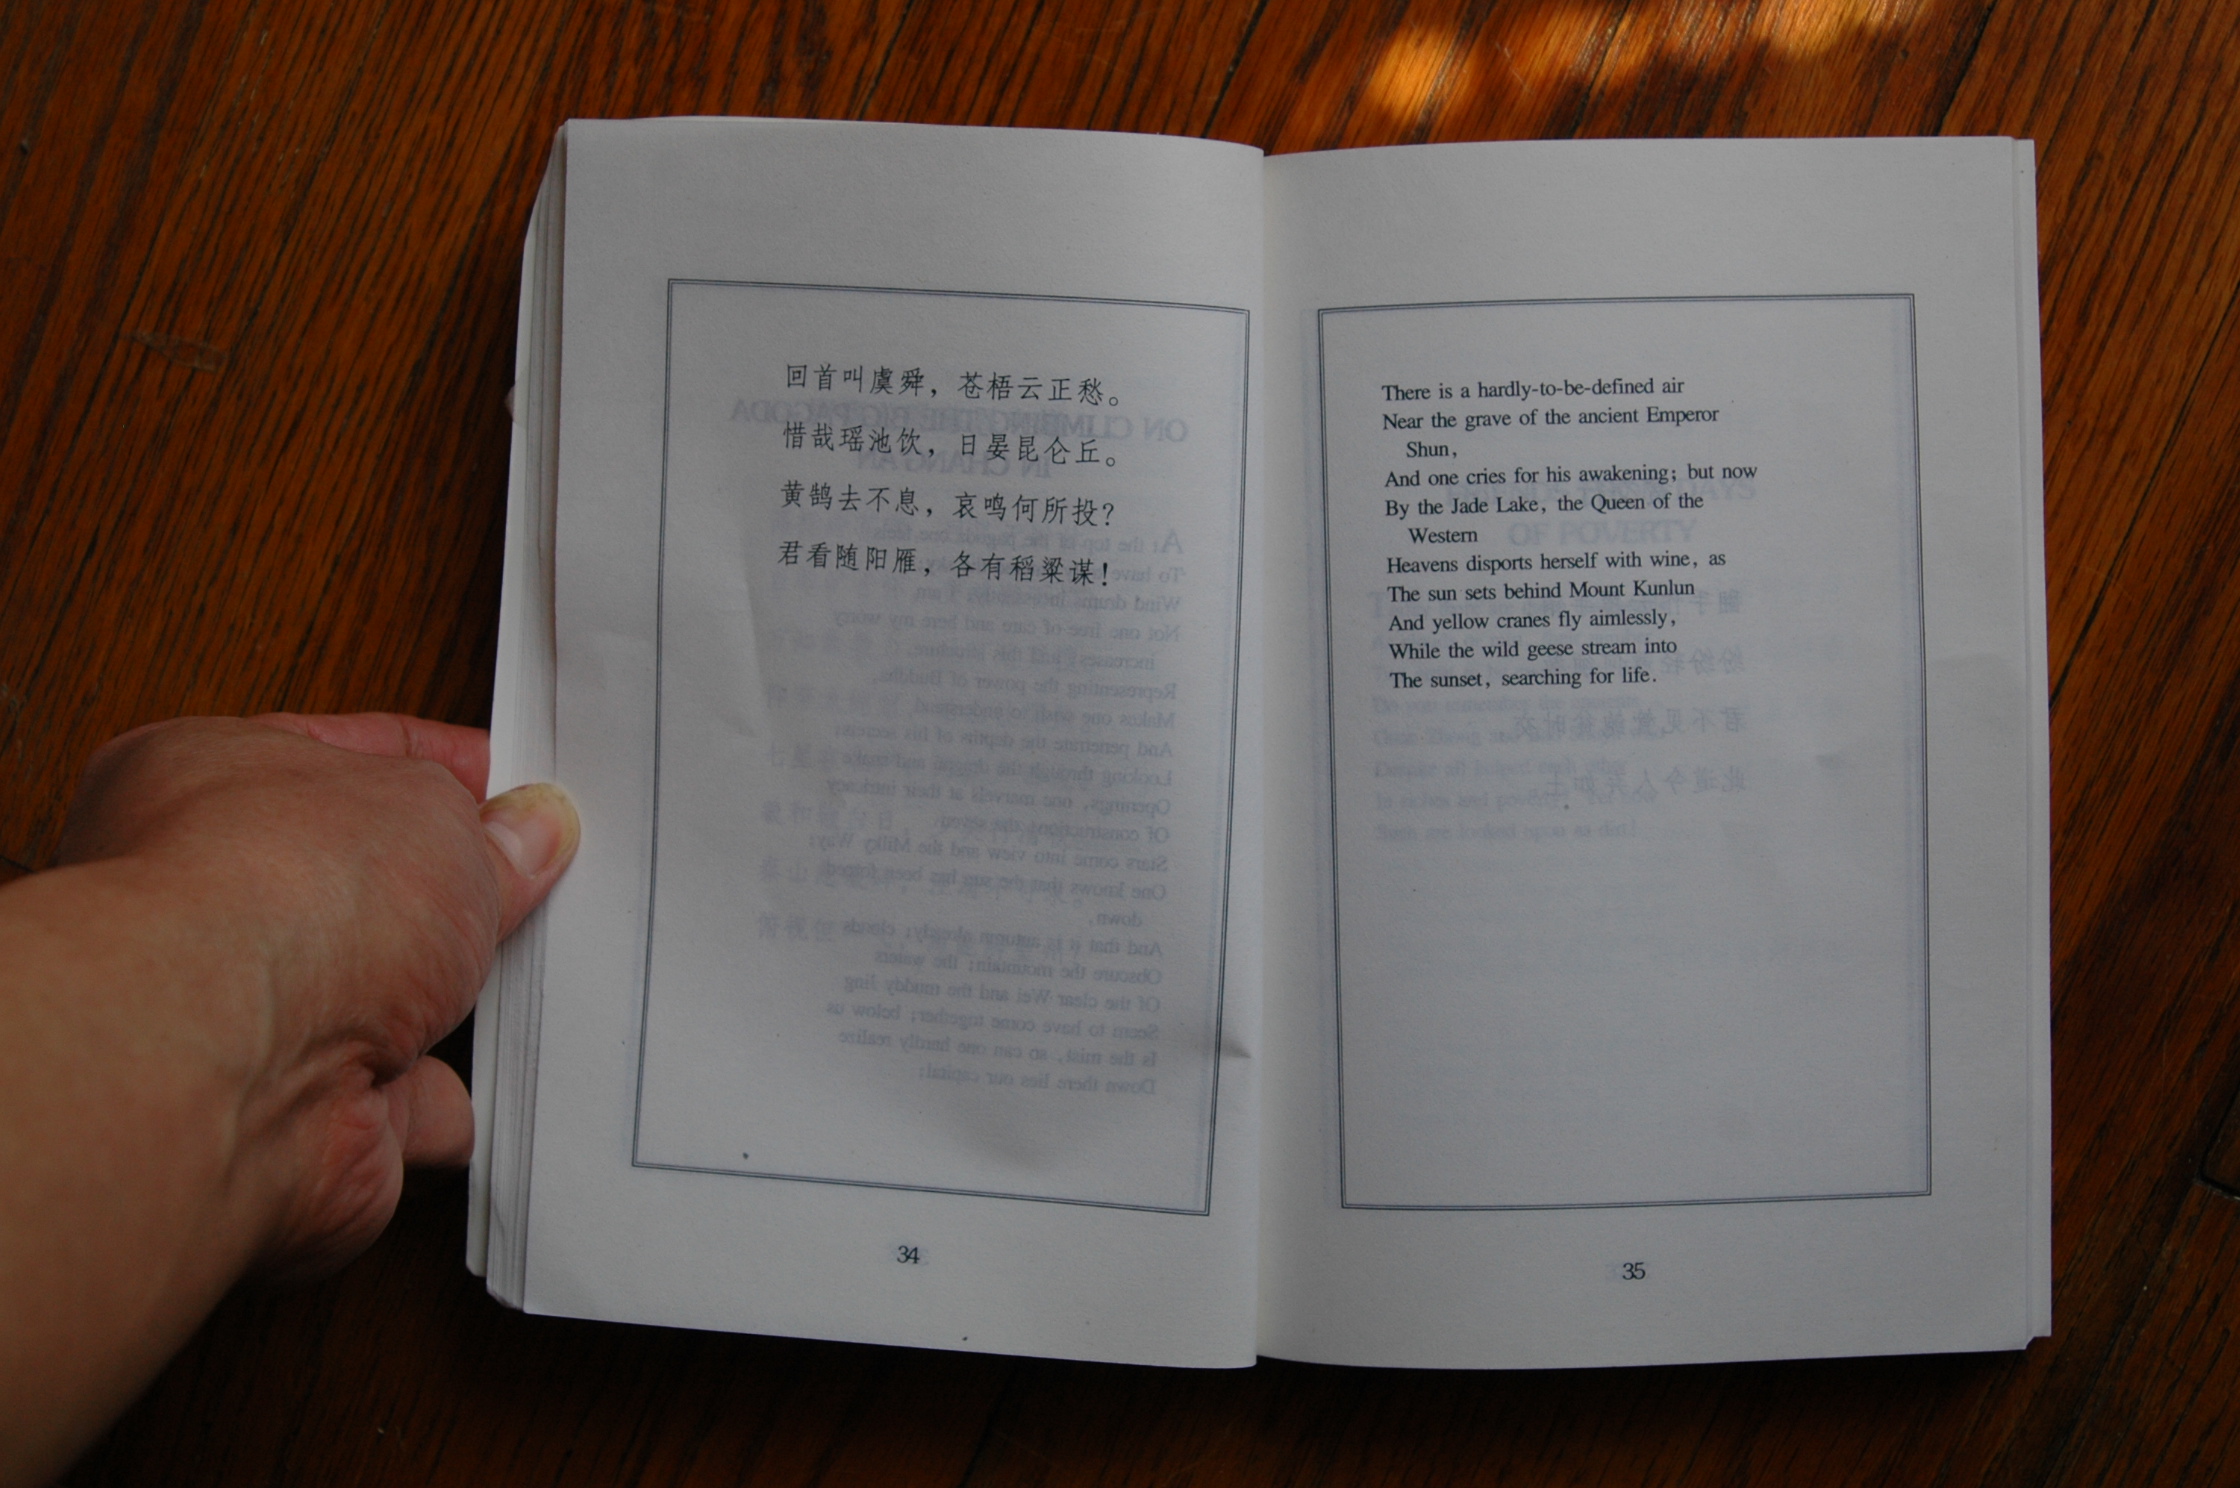 回首叫虞舜，苍梧云正愁。
惜哉瑶池饮，日晏昆仑丘。
黄鹄去不息，哀鸣何所投？
君看随阳雁，各有稻粱谋！
34
There is a hardly-to-be-defined air
Near the grave of the ancient Emperor
Shun,
And one cries for his awakening; but now
By the Jade Lake, the Queen of the
Western
Heavens disports herself with wine, as
The sun sets behind Mount Kunlun
And yellow cranes fly aimlessly,
While the wild geese stream into
The sunset, searching for life.
35